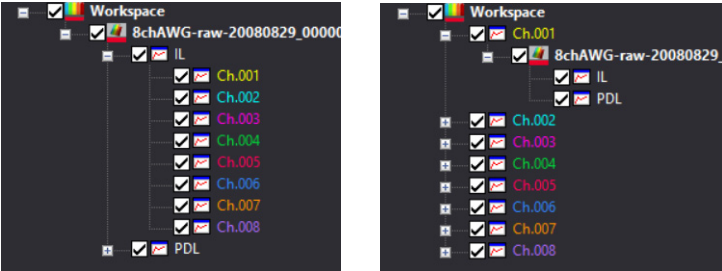 Workspace
8chAWG-raw-20080829_00000
IL
Ch.001
Ch.002
Ch.003
Ch.004
Ch.005
Ch.006
Ch.007
Ch.008
PDL
Workspace
Ch.001
8chAWG-raw-20080829_
IL
PDL
Ch.002
Ch.003
Ch.004
Ch.005
Ch.006
Ch.007
Ch.008